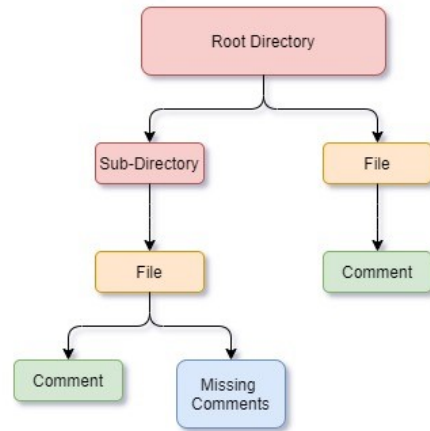 Root Directory
Sub-Directory
File
File
Comment
Comment
Missing
Comments